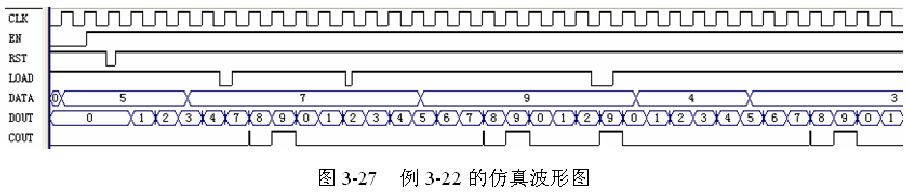 CLK
EN
RST
LOAD
DATA 0 5 7 9 4 3
DOUT 0 1 2 3 4 7 8 9 0 1 2 3 4 5 6 7 8 9 0 1 2 9 0 1 2 3 4 5 6 7 8 9 0 1
COUT
图 3-27 例 3-22 的仿真波形图